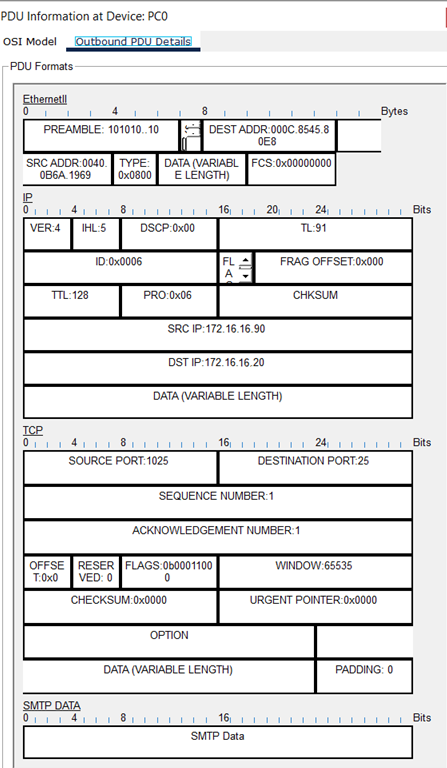 PDU Information at Device: PC0
OSI Model Outbound PDU Details
PDU Formats
EthernetII
0 4 8 Bytes
PREAMBLE: 101010..10 DEST ADDR:000C.8545.8
0E8
SRC ADDR:0040. TYPE: DATA (VARIABL FCS:0x00000000
0B6A.1969 0x0800 E LENGTH)
IP
0 4 8 16 20 24 Bits
VER:4 IHL:5 DSCP:0x00 TL:91
ID:0x0006 FL FRAG OFFSET:0x000
A
TTL:128 PRO:0x06 CHKSUM
SRC IP:172.16.16.90
DST IP:172.16.16.20
DATA (VARIABLE LENGTH)
TCP
0 4 8 16 24 Bits
SOURCE PORT:1025 DESTINATION PORT:25
SEQUENCE NUMBER:1
ACKNOWLEDGEMENT NUMBER:1
OFFSE RESER FLAGS:0b0001100 WINDOW:65535
T:0x0 VED: 0 0
CHECKSUM:0x0000 URGENT POINTER:0x0000
OPTION
DATA (VARIABLE LENGTH) PADDING: 0
SMTP DATA
0 4 8 16 24 Bits
SMTP Data